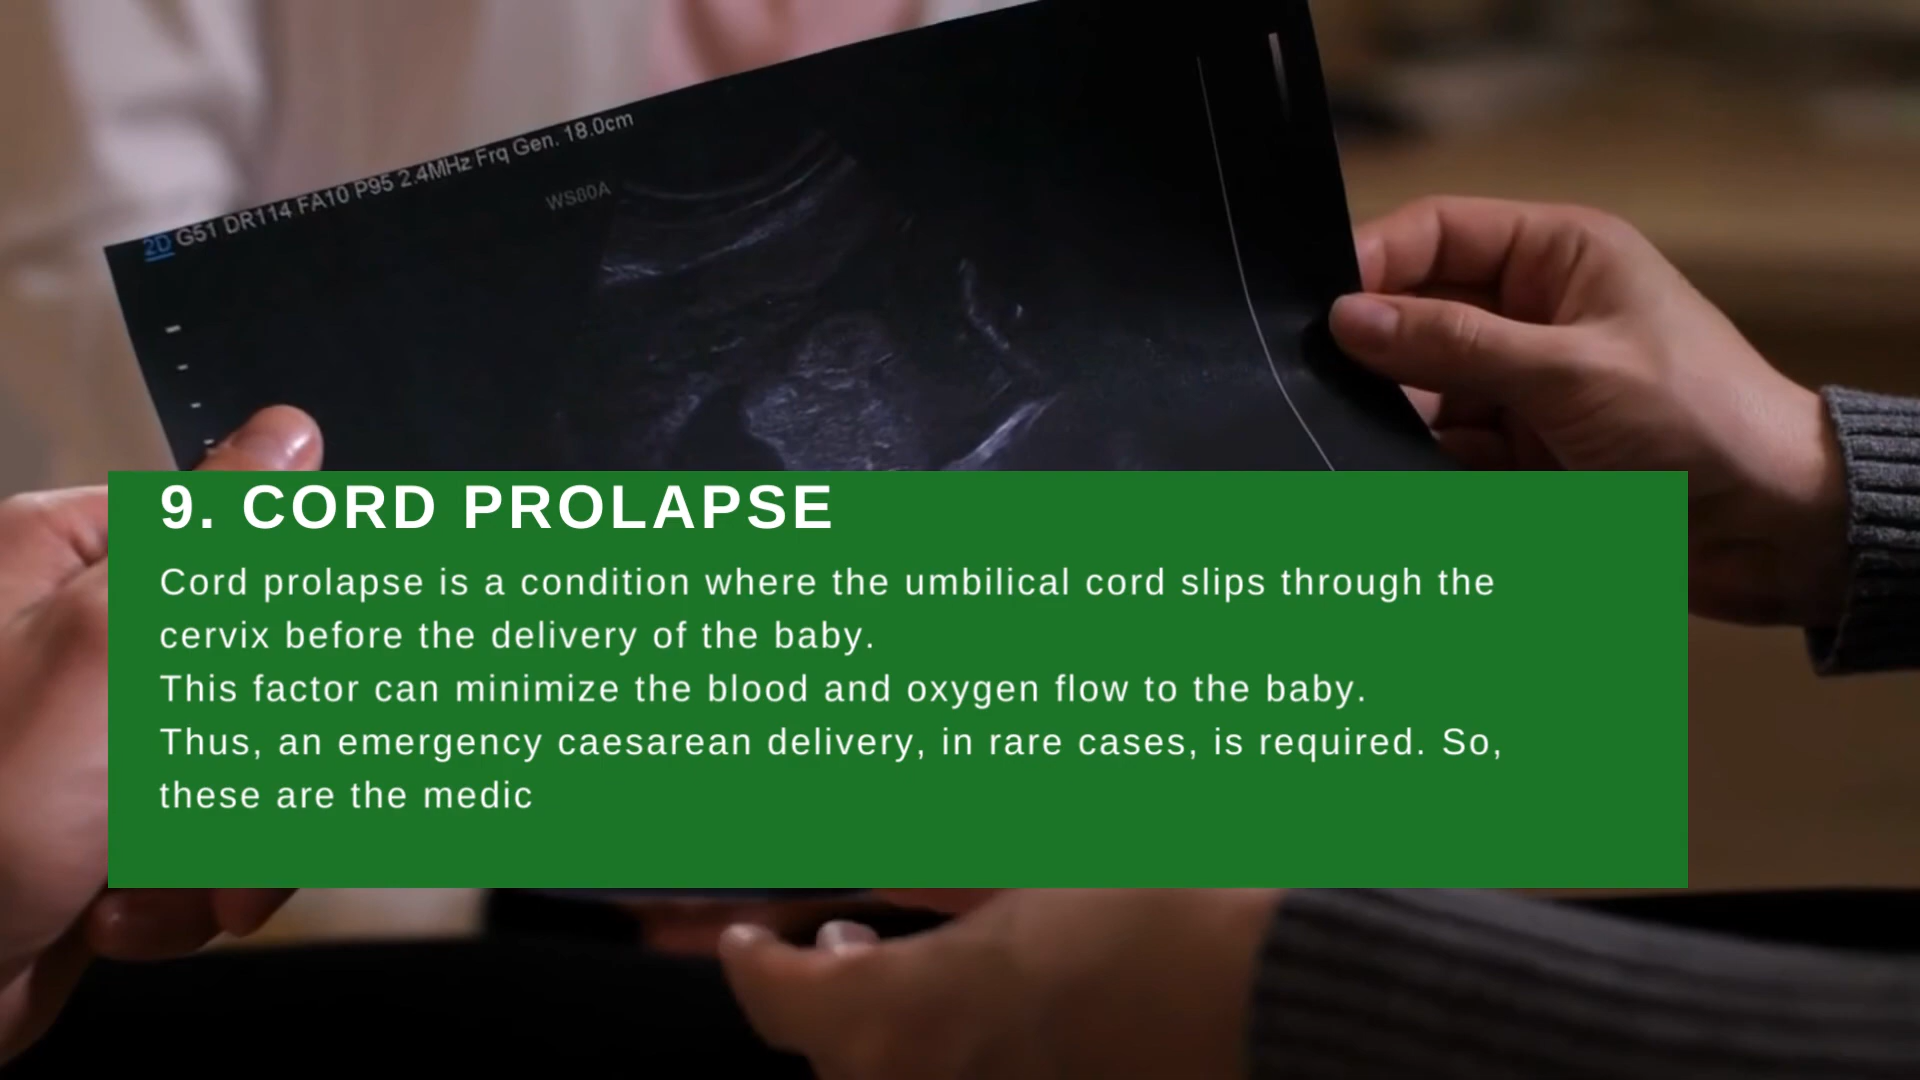 2D G51 DR114 FA10 P95 2.4MHz Frq Gen. 18.0cm
WS80A
9. CORD PROLAPSE
Cord prolapse is a condition where the umbilical cord slips through the
cervix before the delivery of the baby.
This factor can minimize the blood and oxygen flow to the baby.
Thus, an emergency caesarean delivery, in rare cases, is required. So,
these are the medic